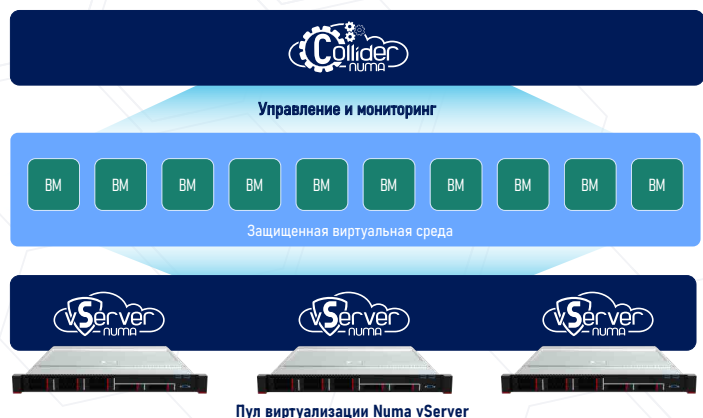 Collider
NUMA
Управление и мониторинг
ВМ ВМ ВМ ВМ ВМ ВМ ВМ ВМ ВМ ВМ
Защищенная виртуальная среда
vServer NUMA vServer NUMA vServer NUMA
Пул виртуализации Numa vServer